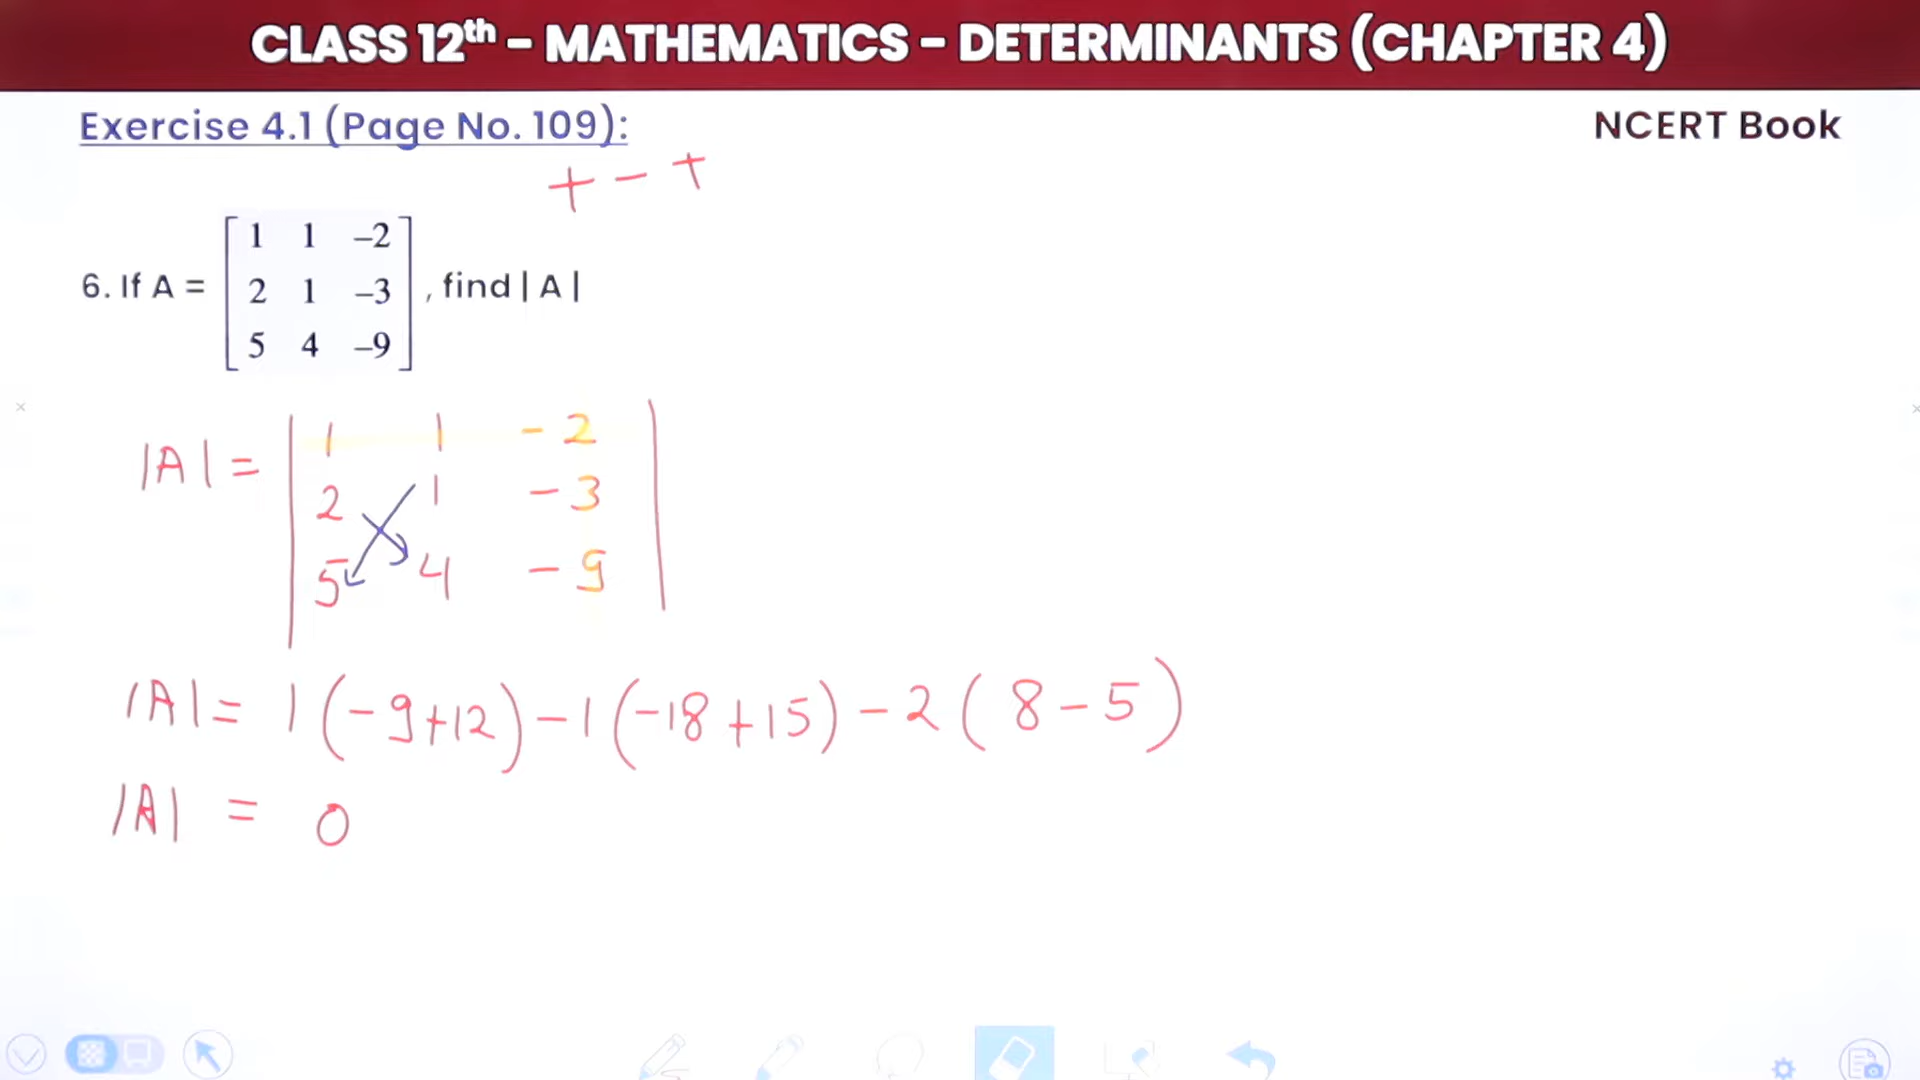 CLASS 12th – MATHEMATICS – DETERMINANTS (CHAPTER 4)
Exercise 4.1 (Page No. 109):
NCERT Book
+ − +
1 1 –2
6. If A = 2 1 –3 , find | A |
5 4 –9
1 1 -2
|A| = 2 1 -3
5 4 -9
|A| = 1(-9+12)-1(-18+15)-2(8-5)
|A| = 0